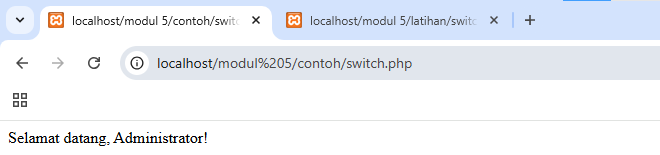 localhost/modul 5/contoh/switc
localhost/modul 5/latihan/switc
localhost/modul%205/contoh/switch.php
Selamat datang, Administrator!